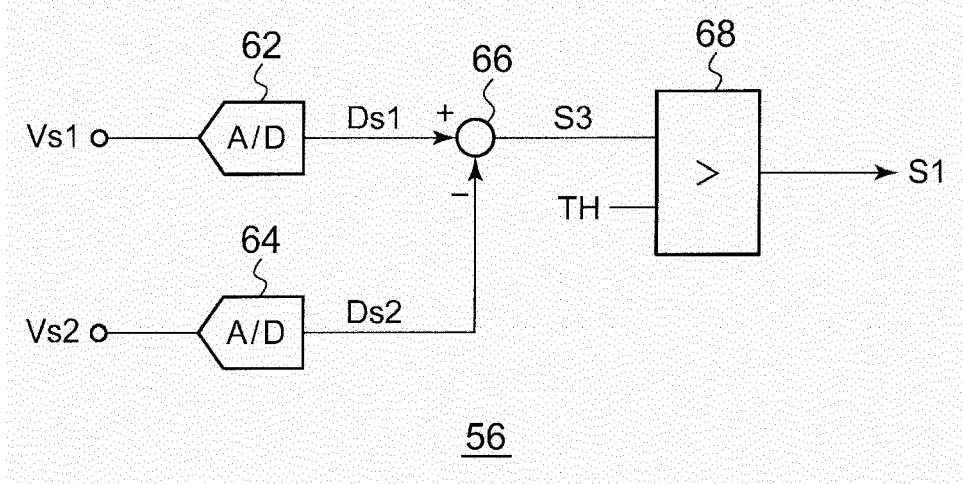 62
66
68
Vs1
A/D
Ds1
+
S3
>
S1
−
TH
64
Vs2
A/D
Ds2
56